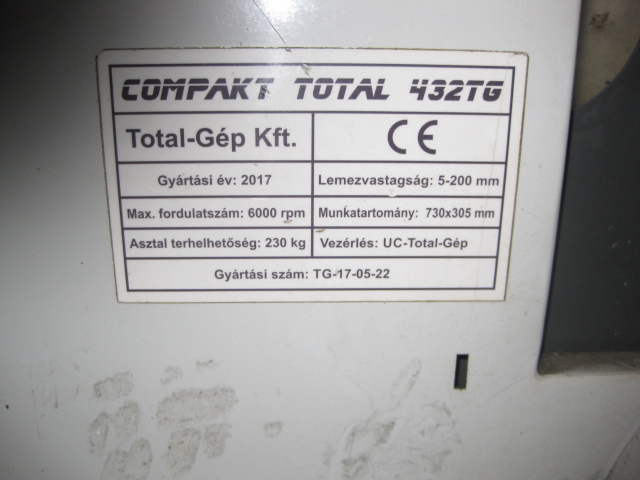 COMPAKT TOTAL 432TG
Total-Gép Kft. CE
Gyártási év: 2017 Lemezvastagság: 5-200 mm
Max. fordulatszám: 6000 rpm Munkatartomány: 730x305 mm
Asztal terhelhetőség: 230 kg Vezérlés: UC-Total-Gép
Gyártási szám: TG-17-05-22